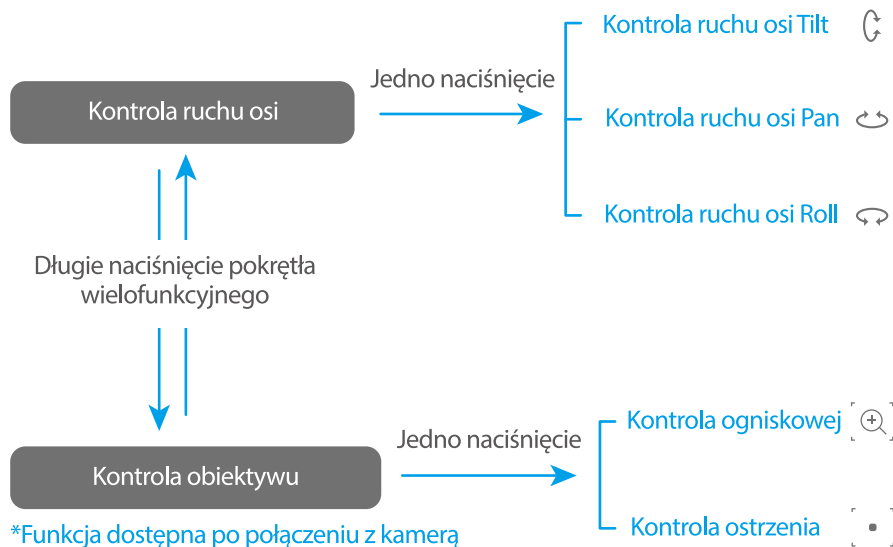 Kontrola ruchu osi
Jedno naciśnięcie
Kontrola ruchu osi Tilt
Kontrola ruchu osi Pan
Kontrola ruchu osi Roll
Długie naciśnięcie pokrętła
wielofunkcyjnego
Kontrola obiektywu
Jedno naciśnięcie
Kontrola ogniskowej
Kontrola ostrzenia
*Funkcja dostępna po połączeniu z kamerą